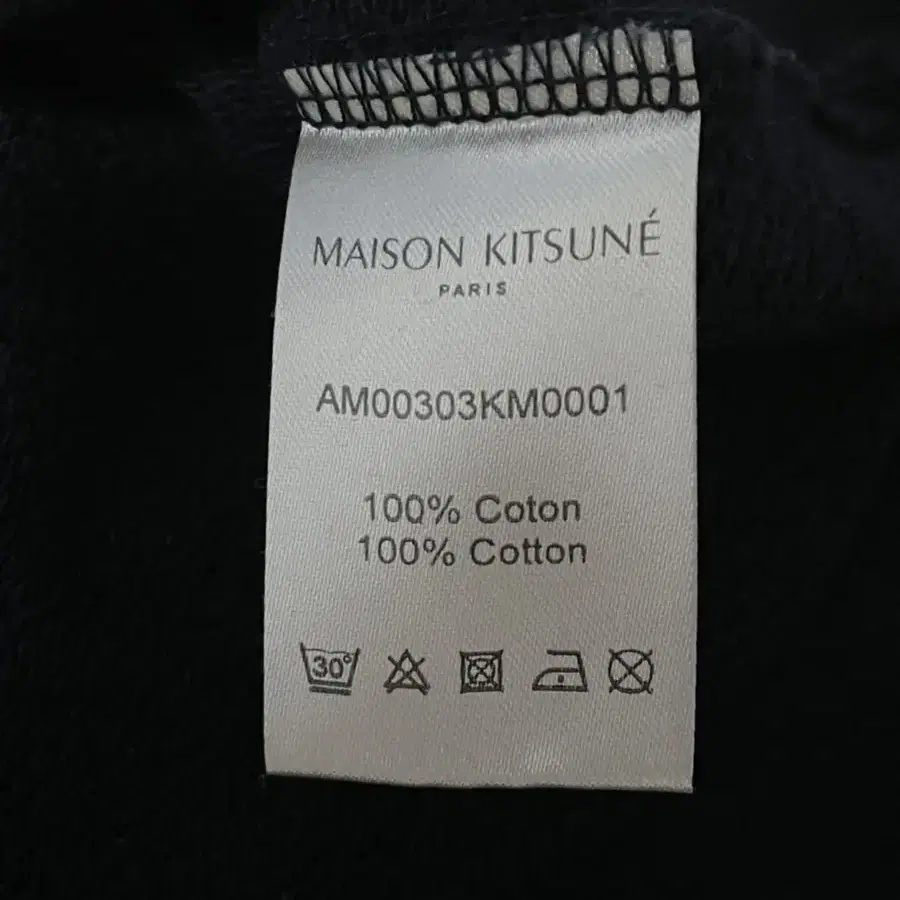 MAISON KITSUNÉ
PARIS
AM00303KM0001
100% Coton
100% Cotton
30°